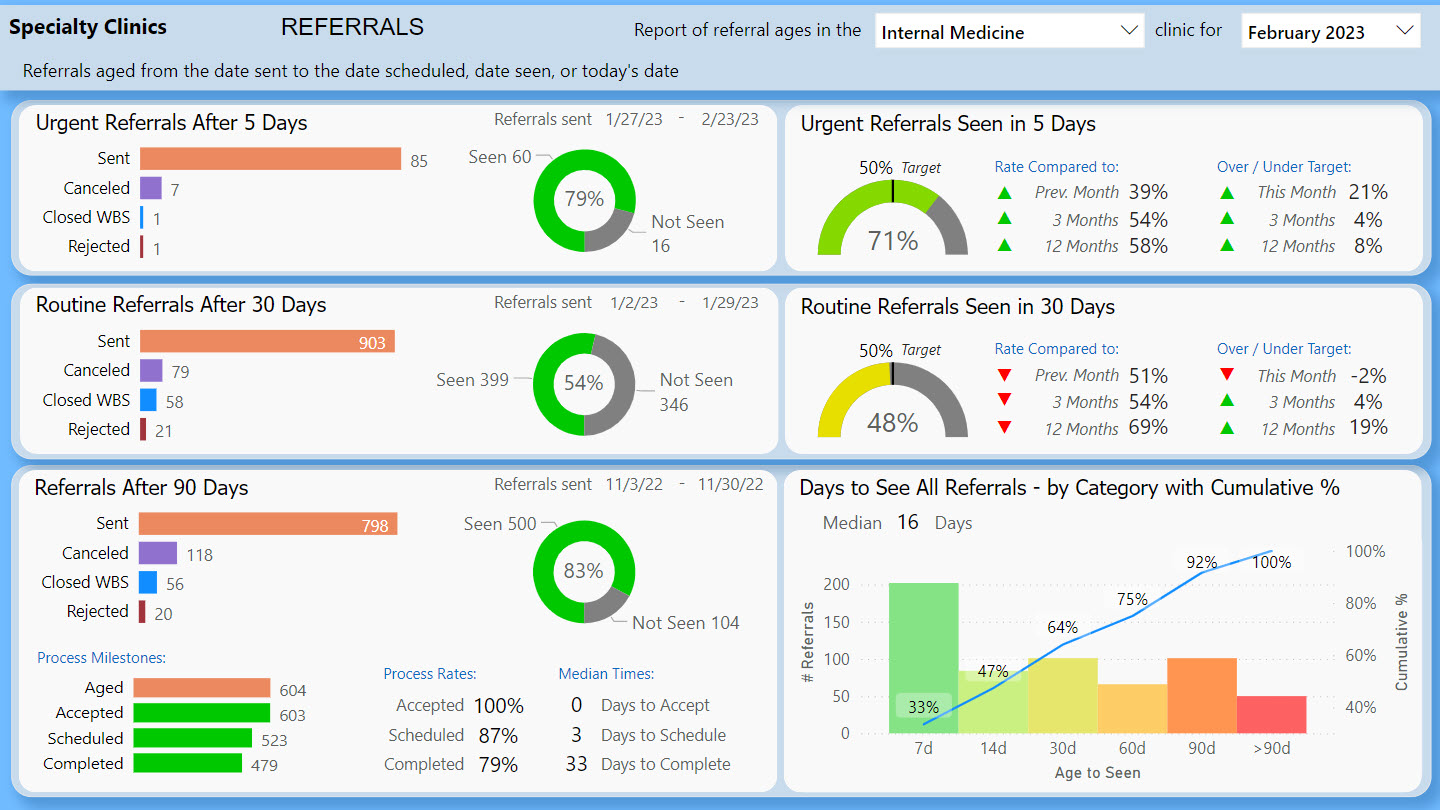 Specialty Clinics
REFERRALS
Report of referral ages in the Internal Medicine clinic for February 2023
Referrals aged from the date sent to the date scheduled, date seen, or today's date
Urgent Referrals After 5 Days
Referrals sent 1/27/23 - 2/23/23
Sent 85
Canceled 7
Closed WBS 1
Rejected 1
Seen 60
79%
Not Seen
16
Urgent Referrals Seen in 5 Days
50% Target
71%
Rate Compared to:
Prev. Month 39%
3 Months 54%
12 Months 58%
Over / Under Target:
This Month 21%
3 Months 4%
12 Months 8%
Routine Referrals After 30 Days
Referrals sent 1/2/23 - 1/29/23
Sent 903
Canceled 79
Closed WBS 58
Rejected 21
Seen 399
54%
Not Seen
346
Routine Referrals Seen in 30 Days
50% Target
48%
Rate Compared to:
Prev. Month 51%
3 Months 54%
12 Months 69%
Over / Under Target:
This Month -2%
3 Months 4%
12 Months 19%
Referrals After 90 Days
Referrals sent 11/3/22 - 11/30/22
Sent 798
Canceled 118
Closed WBS 56
Rejected 20
Seen 500
83%
Not Seen 104
Process Milestones:
Aged 604
Accepted 603
Scheduled 523
Completed 479
Process Rates:
Accepted 100%
Scheduled 87%
Completed 79%
Median Times:
0 Days to Accept
3 Days to Schedule
33 Days to Complete
Days to See All Referrals - by Category with Cumulative %
Median 16 Days
# Referrals
200
150
100
50
0
33%
47%
64%
75%
92%
100%
100%
80%
60%
40%
Cumulative %
7d 14d 30d 60d 90d >90d
Age to Seen